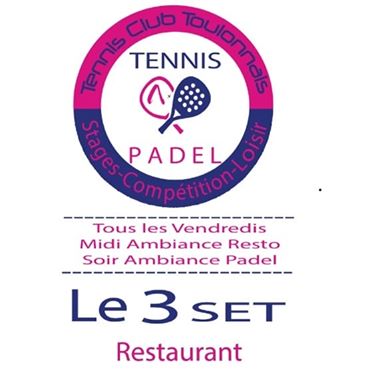 Tennis Club Toulonnais
TENNIS
PADEL
Stages-Compétition-Loisir
Tous les Vendredis
Midi Ambiance Resto
Soir Ambiance Padel
Le 3 SET
Restaurant